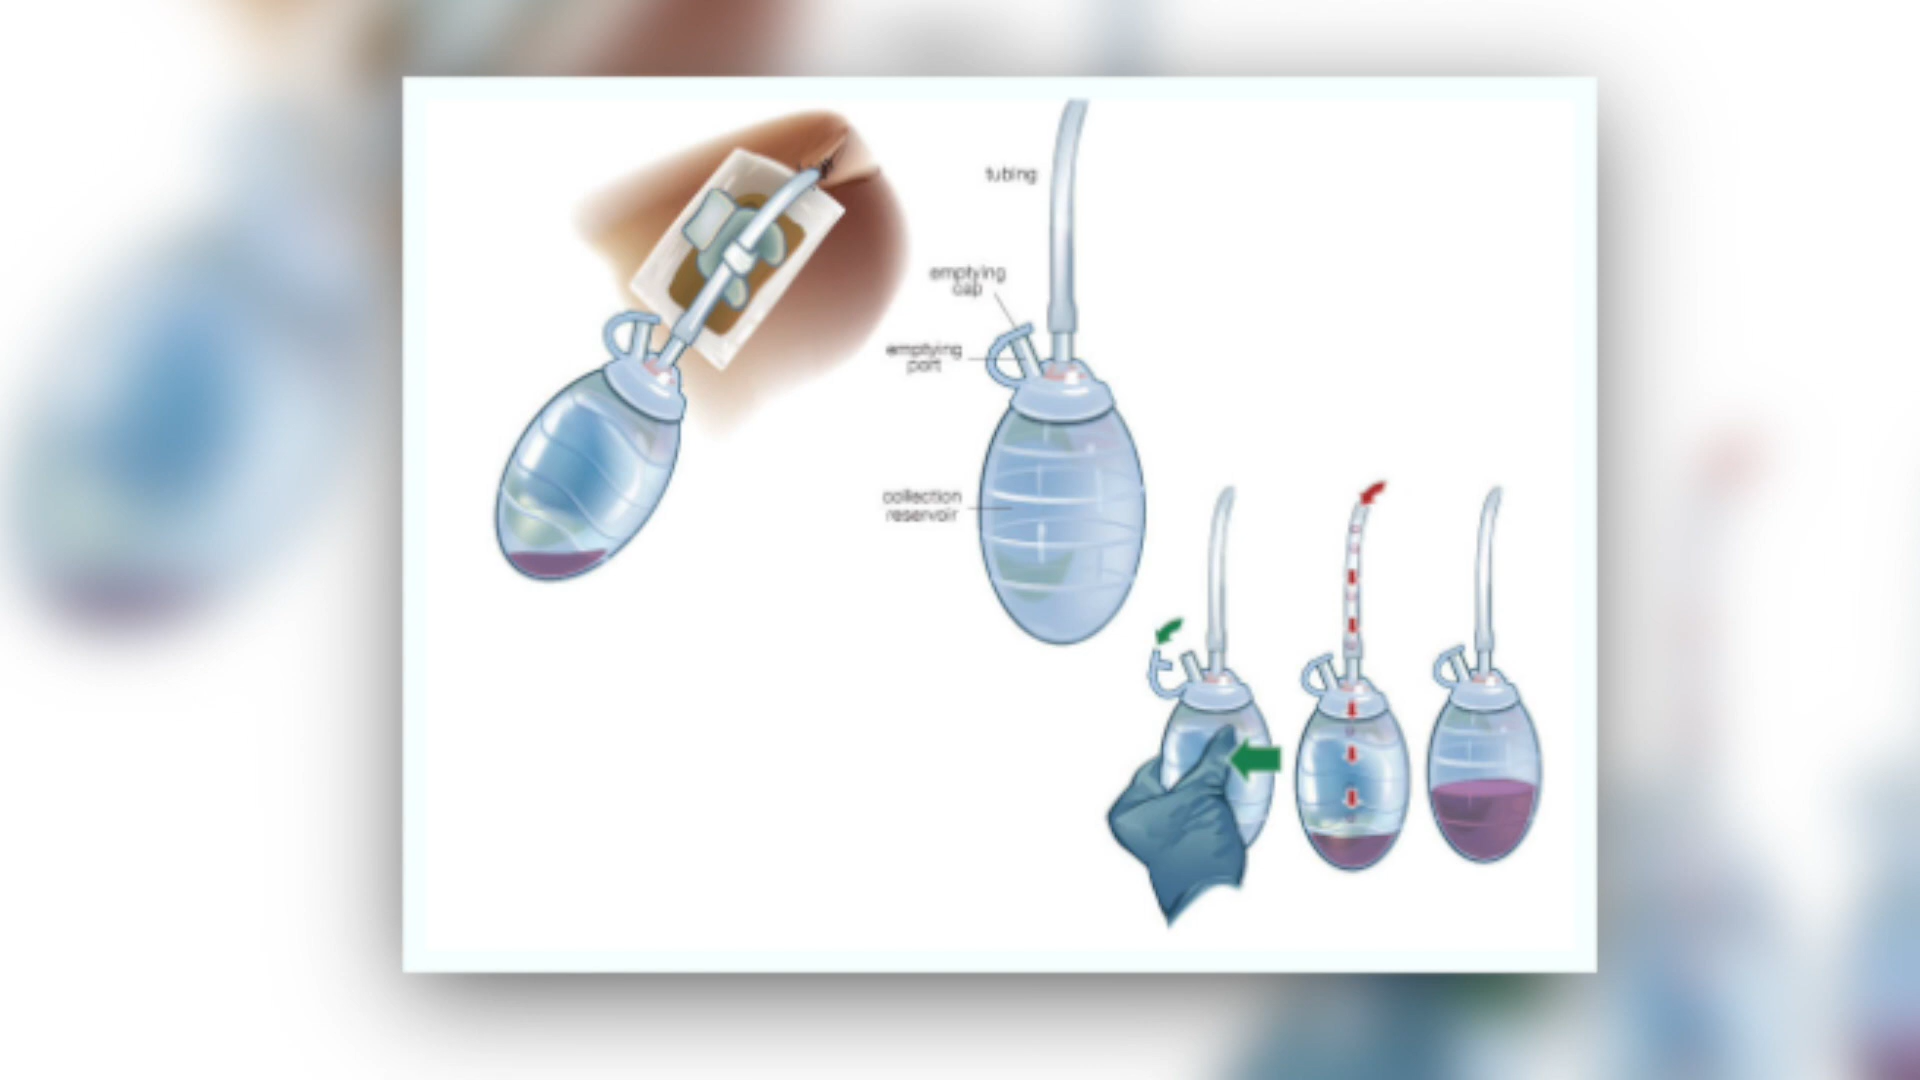 tubing
emptying
cap
emptying
port
collection
reservoir